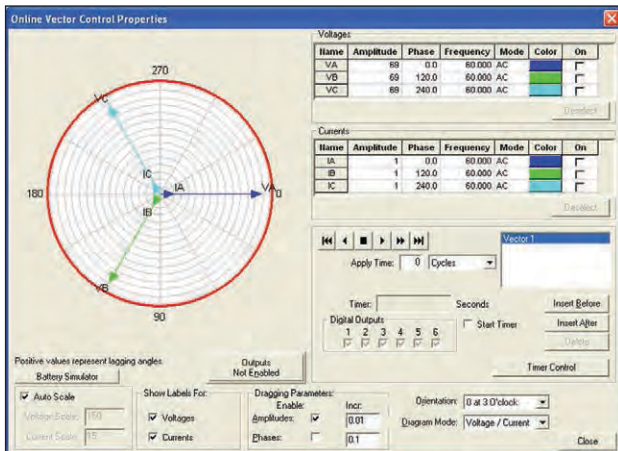 Online Vector Control Properties
270
VC
IC
IA
VA
0
180
IB
VB
90
Positive values represent lagging angles.
Battery Simulator
Outputs
Not Enabled
Auto Scale
Voltage Scale: 150
Current Scale: 15
Show Labels For:
Voltages
Currents
Dragging Parameters:
Enable: Incr:
Amplitudes: 0.01
Phases: 0.1
Voltages
Name Amplitude Phase Frequency Mode Color On
VA 69 0.0 60.000 AC
VB 69 120.0 60.000 AC
VC 69 240.0 60.000 AC
Deselect
Currents
Name Amplitude Phase Frequency Mode Color On
IA 1 0.0 60.000 AC
IB 1 120.0 60.000 AC
IC 1 240.0 60.000 AC
Deselect
Vector 1
Apply Time: 0 Cycles
Timer: Seconds
Digital Outputs
1 2 3 4 5 6
Start Timer
Insert Before
Insert After
Delete
Timer Control
Orientation: 0 at 3 O'clock
Diagram Mode: Voltage / Current
Close